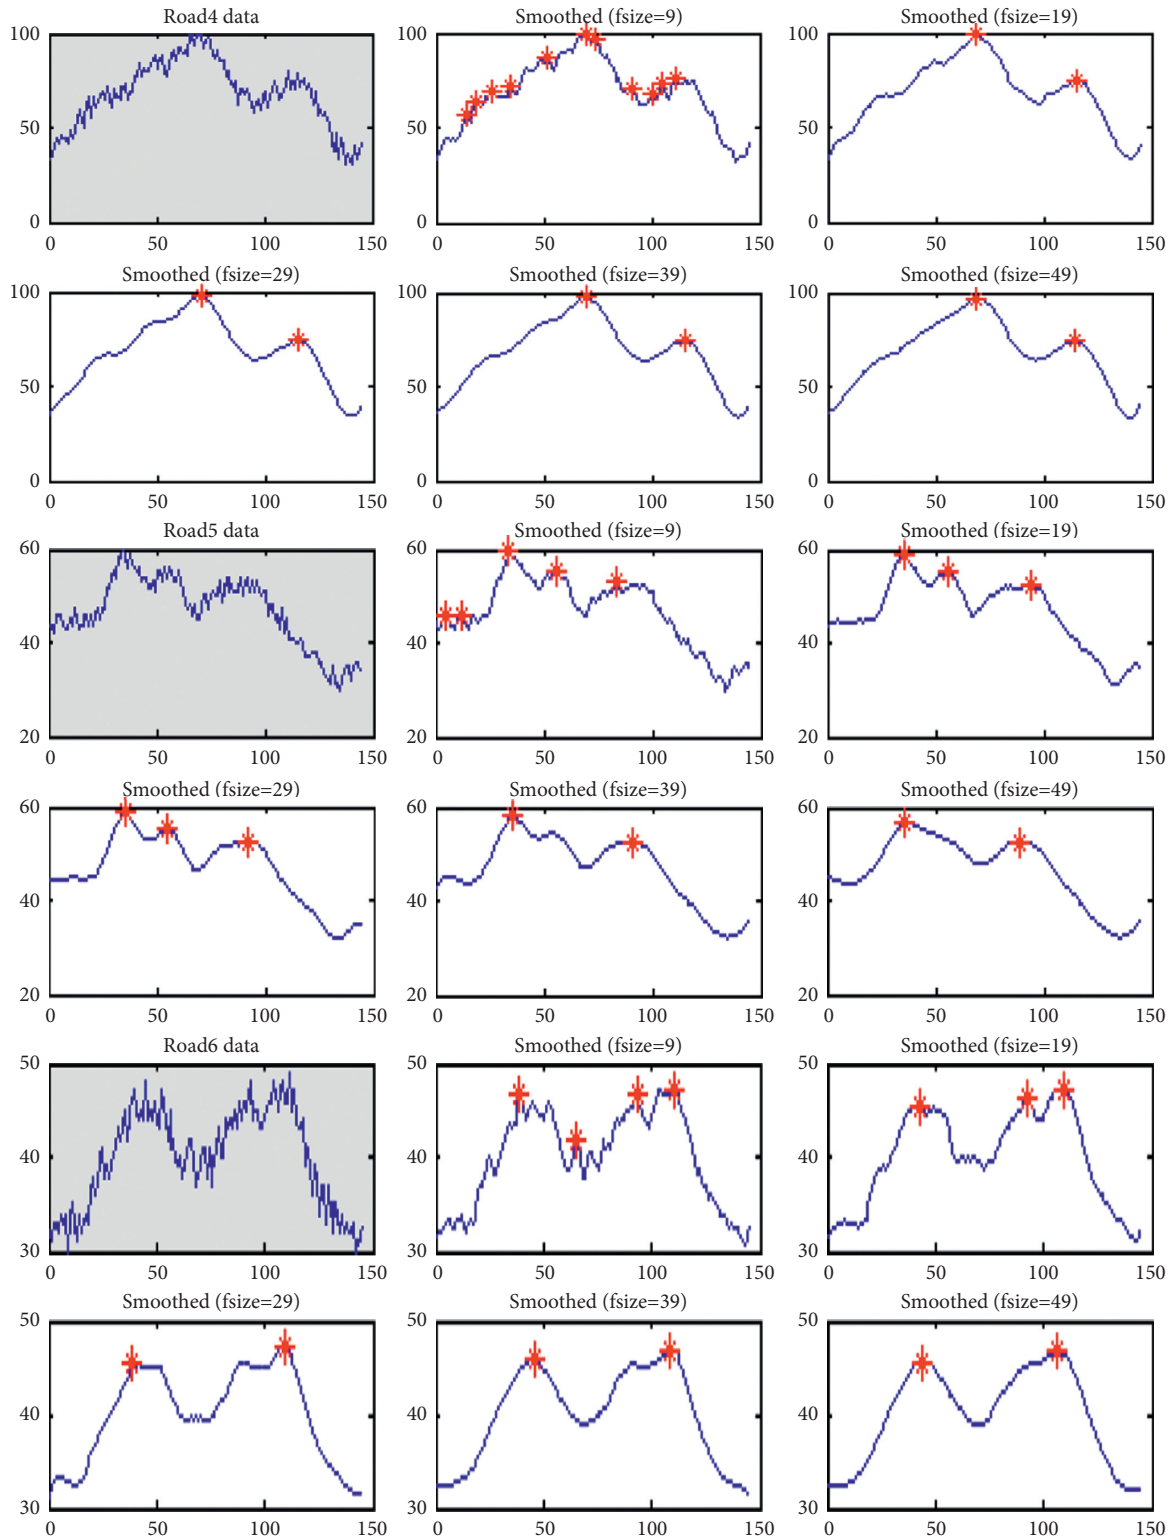 Road4 data
Smoothed (fsize=9)
Smoothed (fsize=19)
100
50
0
0 50 100 150
100
50
0
0 50 100 150
100
50
0
0 50 100 150
Smoothed (fsize=29)
Smoothed (fsize=39)
Smoothed (fsize=49)
100
50
0
0 50 100 150
100
50
0
0 50 100 150
100
50
0
0 50 100 150
Road5 data
Smoothed (fsize=9)
Smoothed (fsize=19)
60
40
20
0 50 100 150
60
40
20
0 50 100 150
60
40
20
0 50 100 150
Smoothed (fsize=29)
Smoothed (fsize=39)
Smoothed (fsize=49)
60
40
20
0 50 100 150
60
40
20
0 50 100 150
60
40
20
0 50 100 150
Road6 data
Smoothed (fsize=9)
Smoothed (fsize=19)
50
40
30
0 50 100 150
50
40
30
0 50 100 150
50
40
30
0 50 100 150
Smoothed (fsize=29)
Smoothed (fsize=39)
Smoothed (fsize=49)
50
40
30
0 50 100 150
50
40
30
0 50 100 150
50
40
30
0 50 100 150